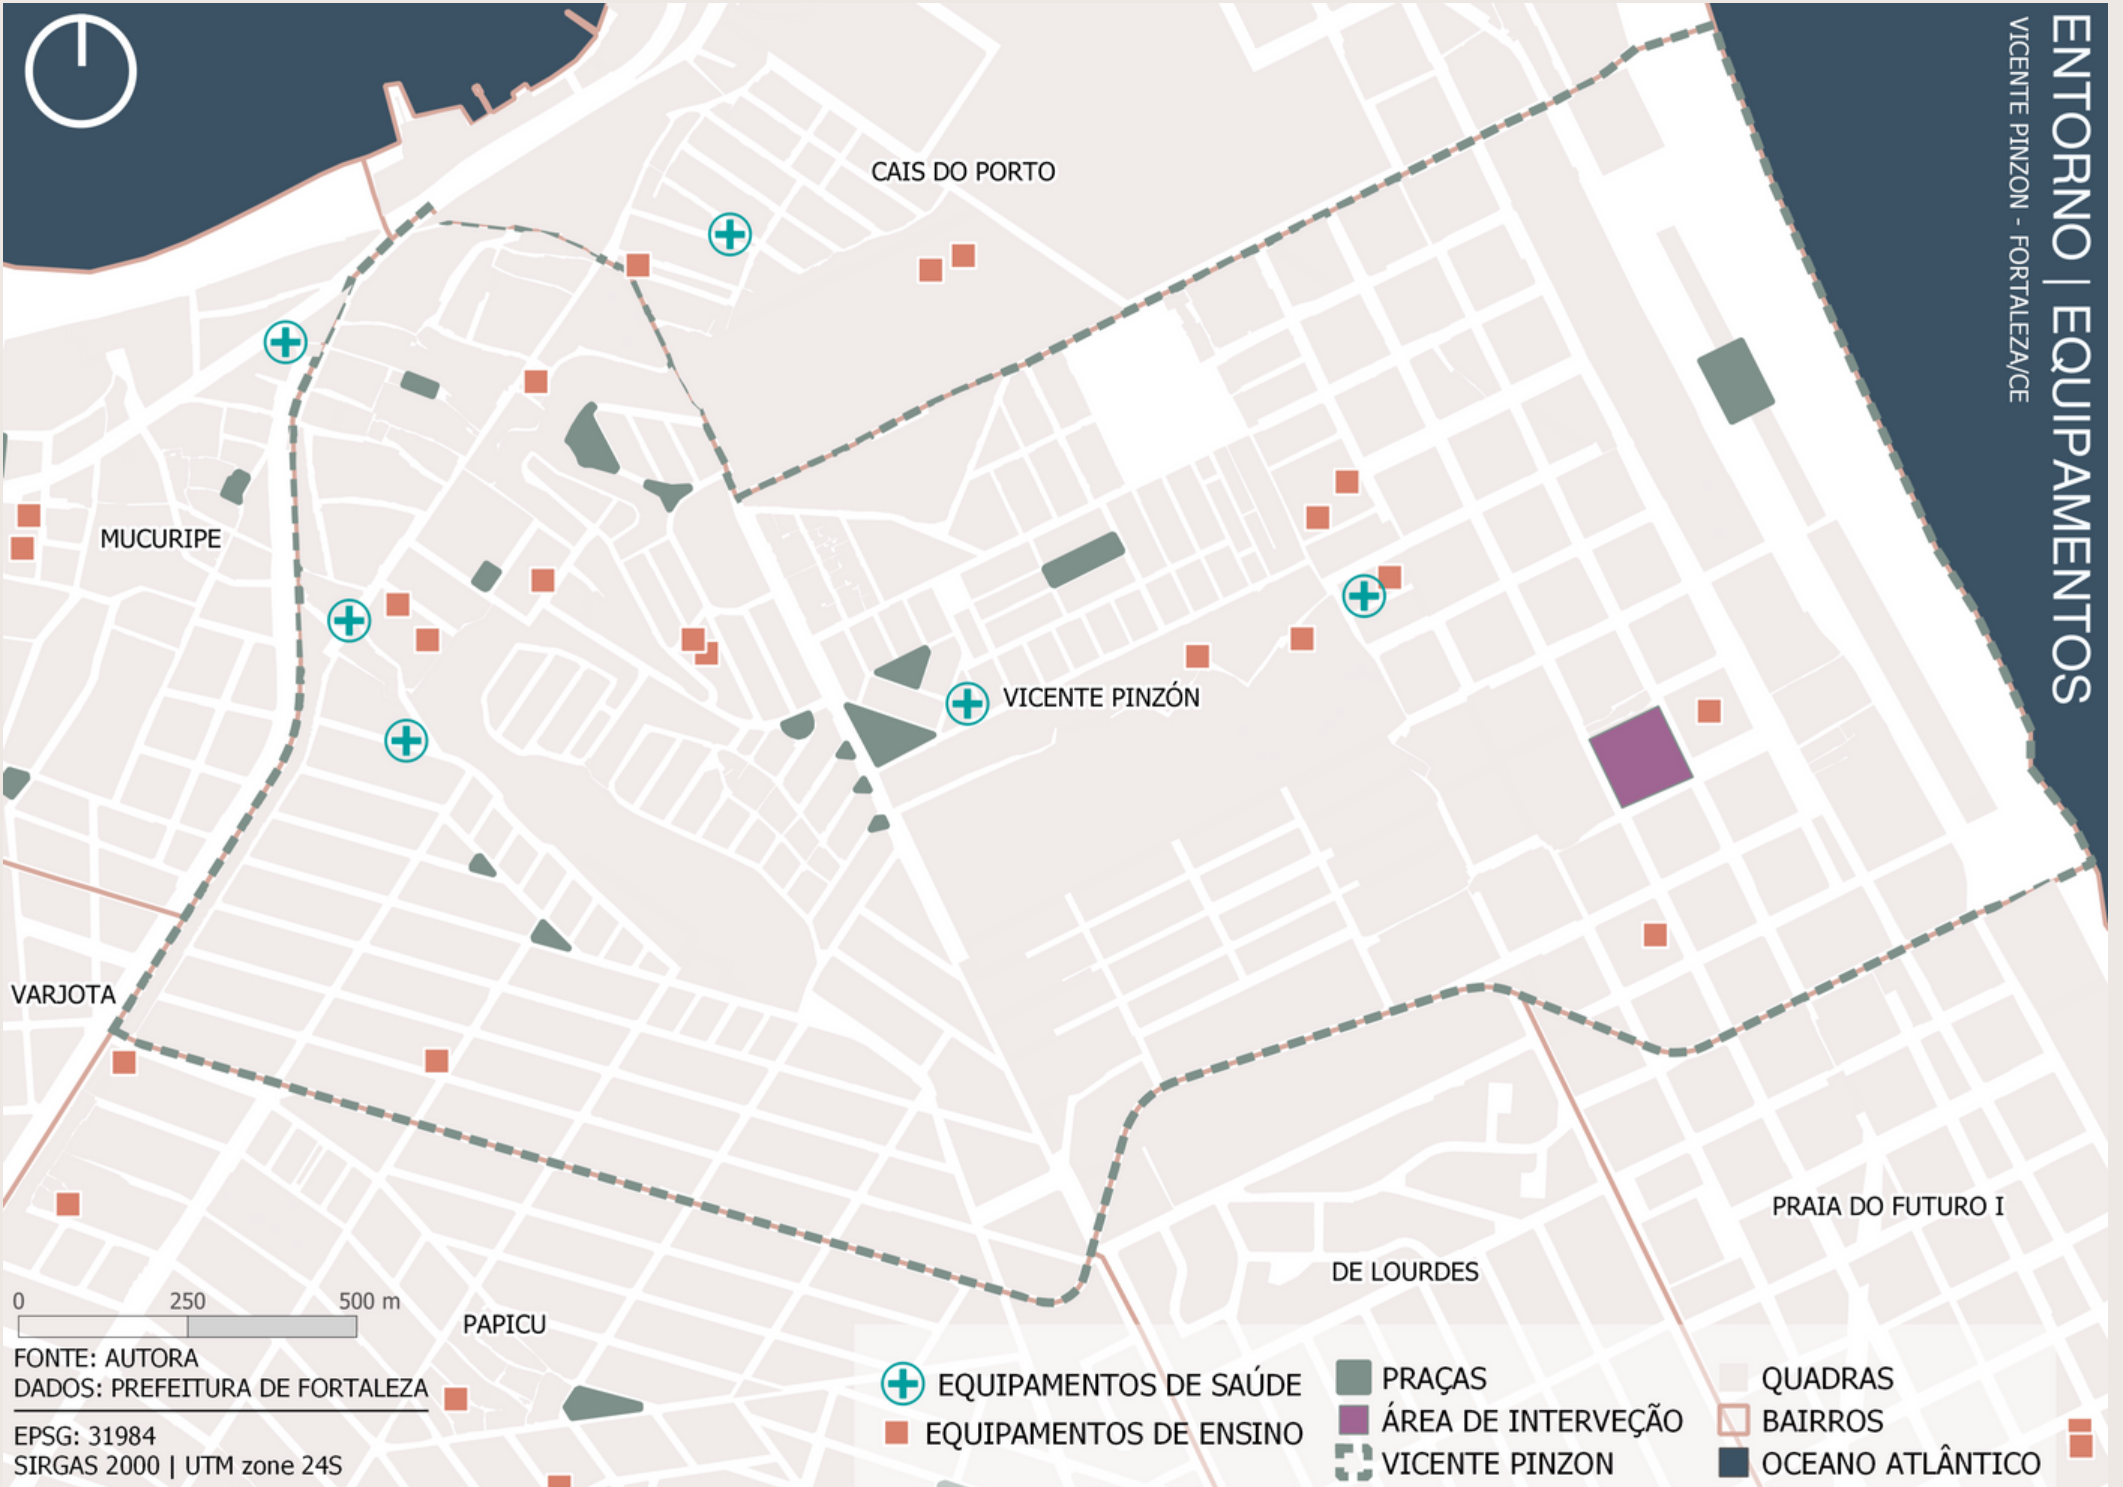 ENTORNO | EQUIPAMENTOS
VICENTE PINZON - FORTALEZA/CE
CAIS DO PORTO
MUCURIPE
VICENTE PINZÓN
VARJOTA
PRAIA DO FUTURO I
DE LOURDES
PAPICU
0 250 500 m
FONTE: AUTORA
DADOS: PREFEITURA DE FORTALEZA
EPSG: 31984
SIRGAS 2000 | UTM zone 24S
EQUIPAMENTOS DE SAÚDE
EQUIPAMENTOS DE ENSINO
PRAÇAS
ÁREA DE INTERVEÇÃO
VICENTE PINZON
QUADRAS
BAIRROS
OCEANO ATLÂNTICO